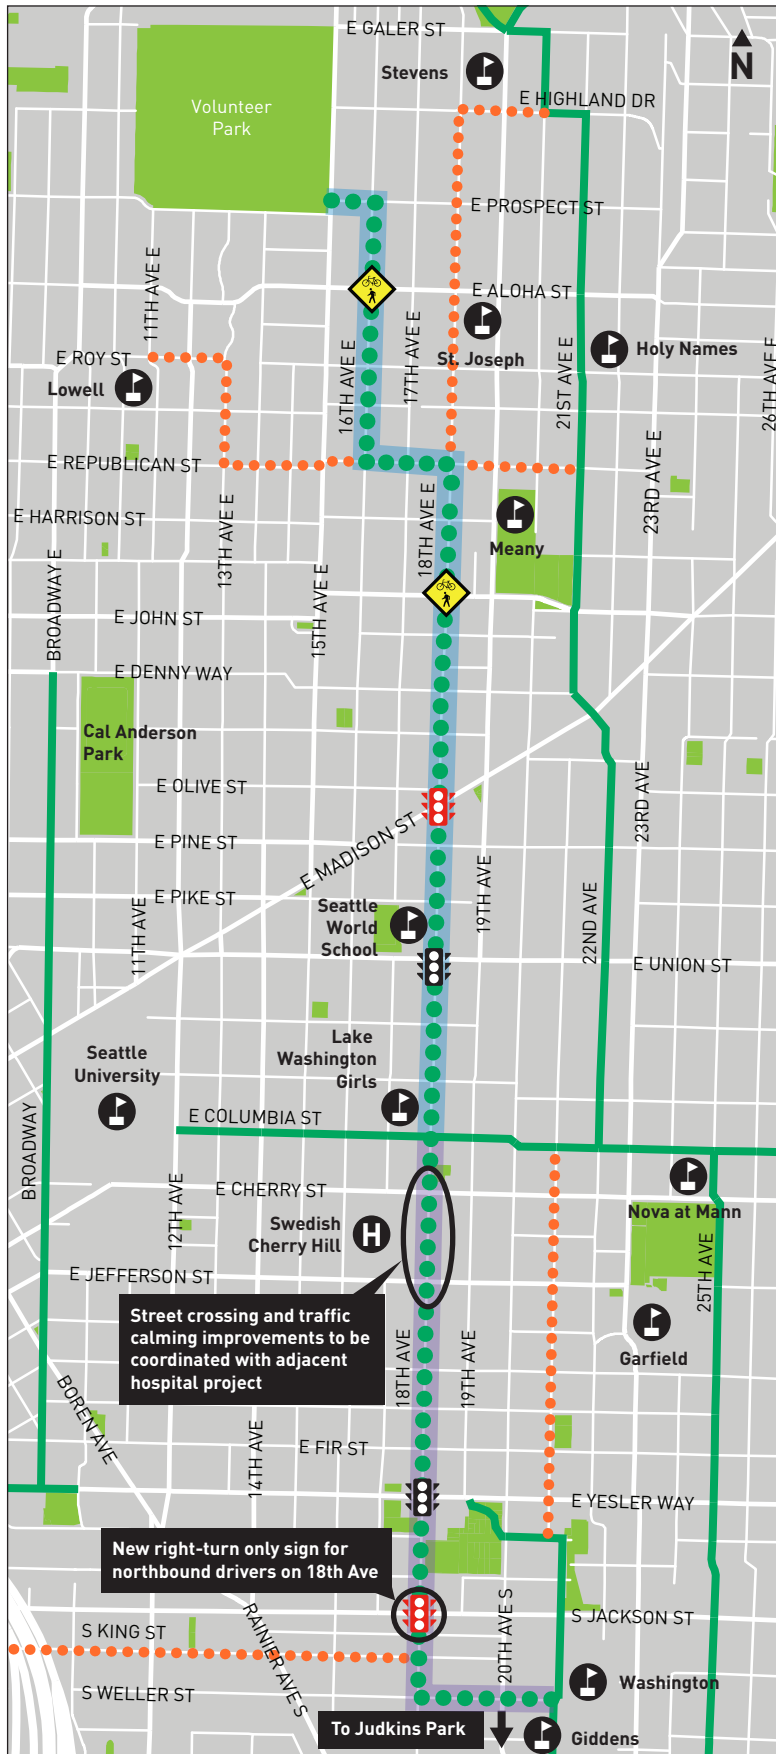 E GALER ST
Stevens
N
E HIGHLAND DR
Volunteer
Park
E PROSPECT ST
11TH AVE E
E ALOHA ST
16TH AVE E
17TH AVE E
St. Joseph
21ST AVE E
Holy Names
26TH AVE E
E ROY ST
Lowell
23RD AVE E
E REPUBLICAN ST
E HARRISON ST
13TH AVE E
18TH AVE E
Meany
BROADWAY E
15TH AVE E
E JOHN ST
E DENNY WAY
Cal Anderson
Park
E OLIVE ST
23RD AVE
E MADISON ST
E PINE ST
E PIKE ST
11TH AVE
Seattle
World
School
19TH AVE
22ND AVE
E UNION ST
Seattle
University
Lake
Washington
Girls
E COLUMBIA ST
BROADWAY
12TH AVE
E CHERRY ST
Nova at Mann
Swedish
Cherry Hill
H
25TH AVE
E JEFFERSON ST
Street crossing and traffic
calming improvements to be
coordinated with adjacent
hospital project
18TH AVE
19TH AVE
Garfield
BOREN AVE
14TH AVE
E FIR ST
E YESLER WAY
New right-turn only sign for
northbound drivers on 18th Ave
S JACKSON ST
S KING ST
RAINIER AVE S
20TH AVE S
S WELLER ST
Washington
To Judkins Park
Giddens